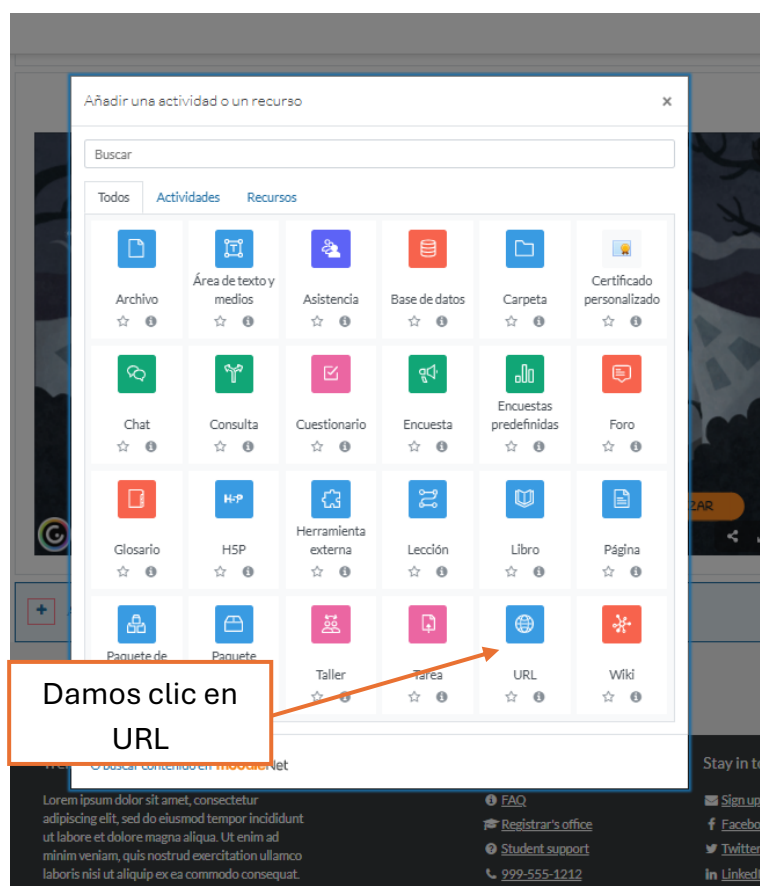 Añadir una actividad o un recurso ×
Buscar
Todos Actividades Recursos
Archivo
Área de texto y
medios
Asistencia
Base de datos
Carpeta
Certificado
personalizado
Chat
Consulta
Cuestionario
Encuesta
Encuestas
predefinidas
Foro
Glosario
H5P
H-P
Herramienta
externa
Lección
Libro
Página
ZAR
Paquete de
Paquete
Taller
Tarea
URL
Wiki
Damos clic en
URL
O buscar contenido en moodleNet
Stay in t
Lorem ipsum dolor sit amet, consectetur
adipiscing elit, sed do eiusmod tempor incididunt
ut labore et dolore magna aliqua. Ut enim ad
minim veniam, quis nostrud exercitation ullamco
laboris nisi ut aliquip ex ea commodo consequat.
FAQ
Registrar's office
Student support
999-555-1212
Sign up
Facebo
Twitter
LinkedI